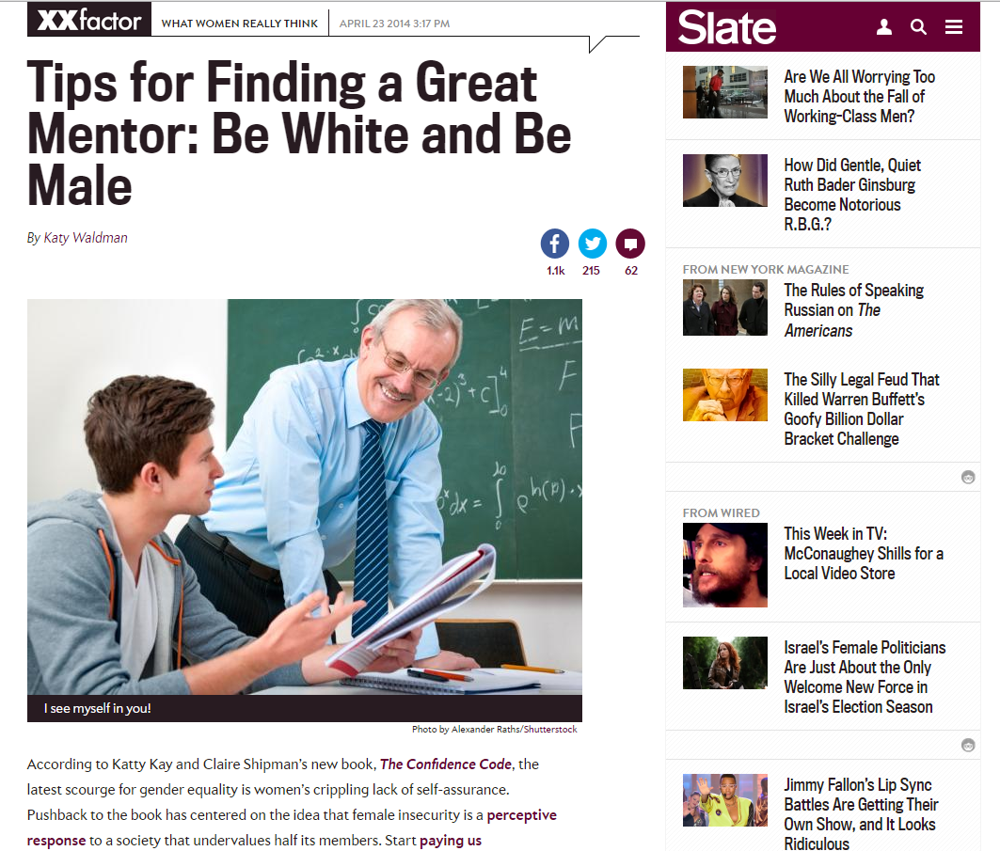 XXfactor
WHAT WOMEN REALLY THINK
APRIL 23 2014 3:17 PM
Tips for Finding a Great
Mentor: Be White and Be
Male
By Katy Waldman
1.1k
215
62
I see myself in you!
Photo by Alexander Raths/Shutterstock
According to Katty Kay and Claire Shipman's new book, The Confidence Code, the
latest scourge for gender equality is women's crippling lack of self-assurance.
Pushback to the book has centered on the idea that female insecurity is a perceptive
response to a society that undervalues half its members. Start paying us
Slate
Are We All Worrying Too
Much About the Fall of
Working-Class Men?
How Did Gentle, Quiet
Ruth Bader Ginsburg
Become Notorious
R.B.G.?
FROM NEW YORK MAGAZINE
The Rules of Speaking
Russian on The
Americans
The Silly Legal Feud That
Killed Warren Buffett's
Goofy Billion Dollar
Bracket Challenge
FROM WIRED
This Week in TV:
McConaughey Shills for a
Local Video Store
Israel's Female Politicians
Are Just About the Only
Welcome New Force in
Israel's Election Season
Jimmy Fallon's Lip Sync
Battles Are Getting Their
Own Show, and It Looks
Ridiculous